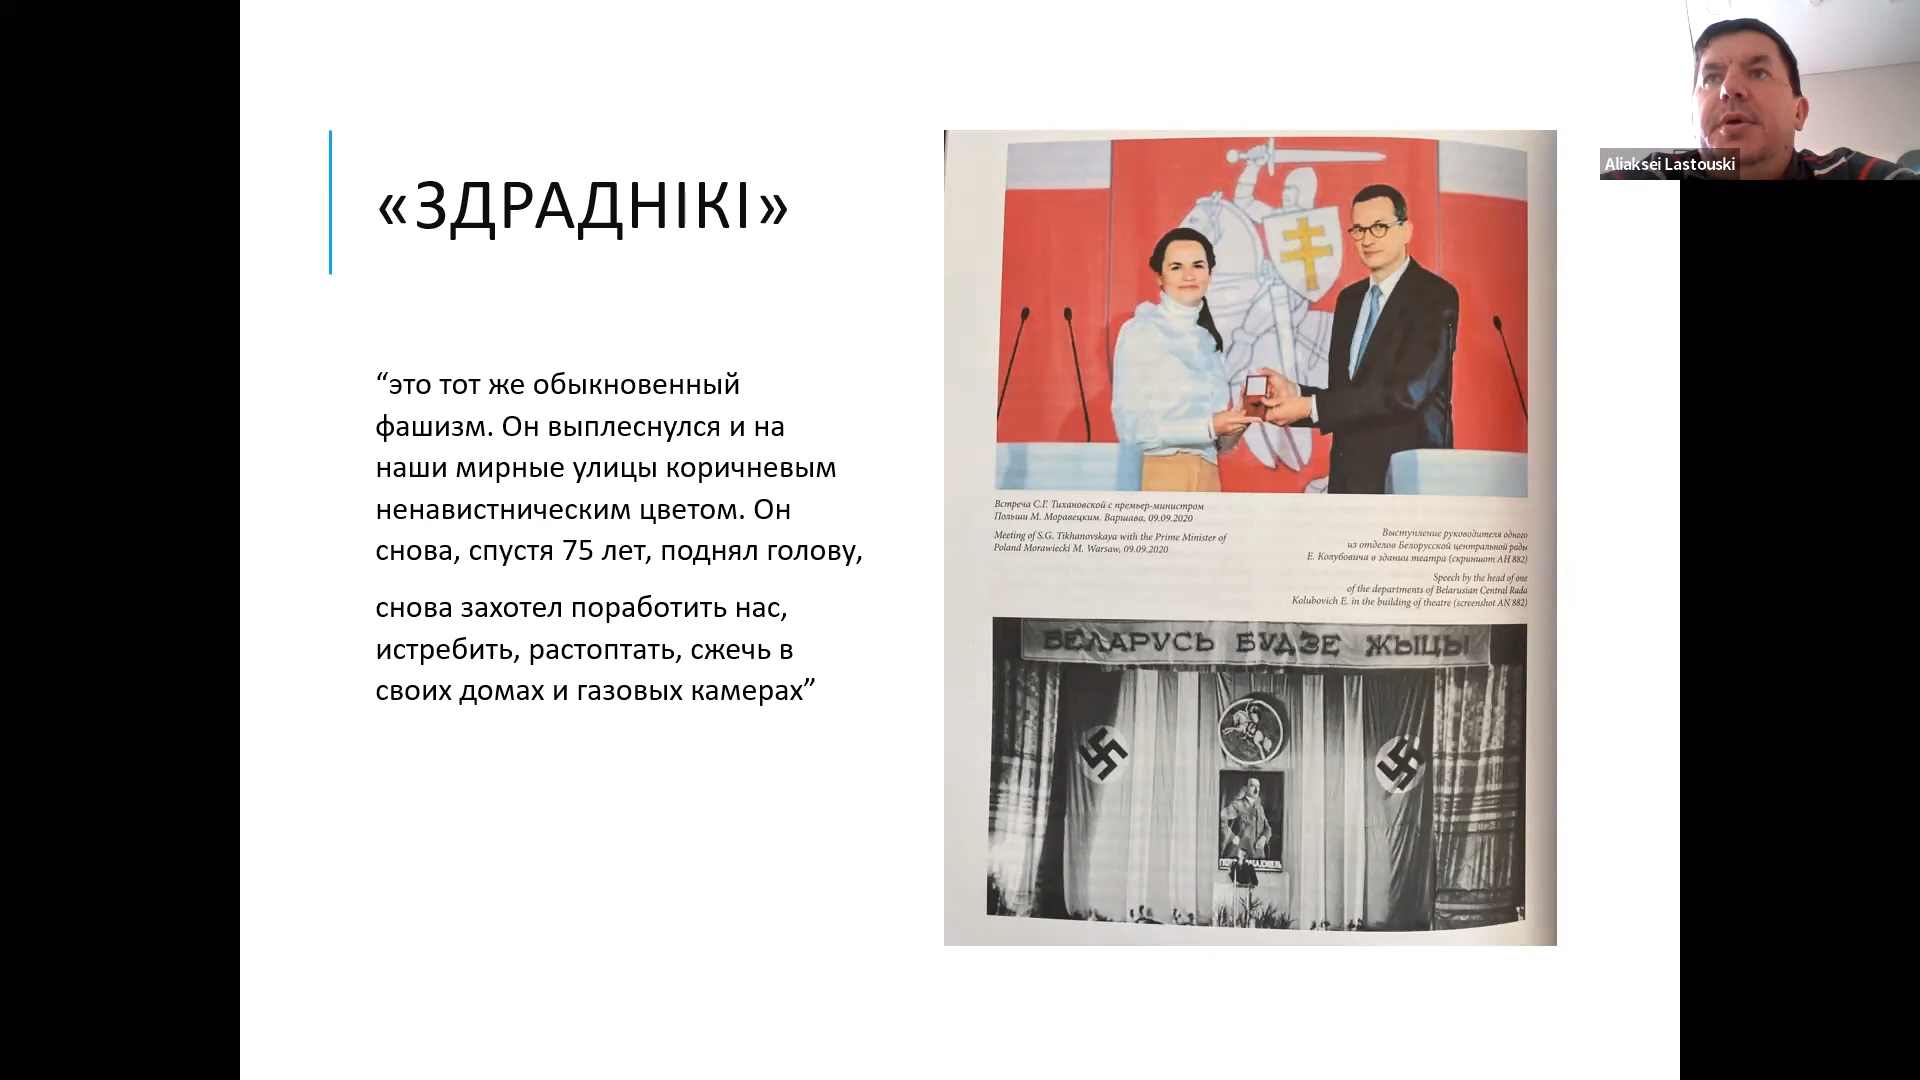 «ЗДРАДНІКІ»
“это тот же обыкновенный
фашизм. Он выплеснулся и на
наши мирные улицы коричневым
ненавистническим цветом. Он
снова, спустя 75 лет, поднял голову,
снова захотел поработить нас,
истребить, растоптать, сжечь в
своих домах и газовых камерах”
Встреча С.Г. Тихановской с премьер-министром
Польши М. Моравецким. Варшава, 09.09.2020
Meeting of S.G. Tikhanovskaya with the Prime Minister of
Poland Morawiecki M. Warsaw, 09.09.2020
Выступление руководителя одного
из отделов Белорусской центральной рады
Е. Колубовича в здании театра (скриншот АН 882)
Speech by the head of one
of the departments of Belarusian Central Rada
Kolubovich E. in the building of theatre (screenshot AN 882)
БЕЛАРУСЬ БУДЗЕ ЖЫЦЬ!
Aliaksei Lastouski